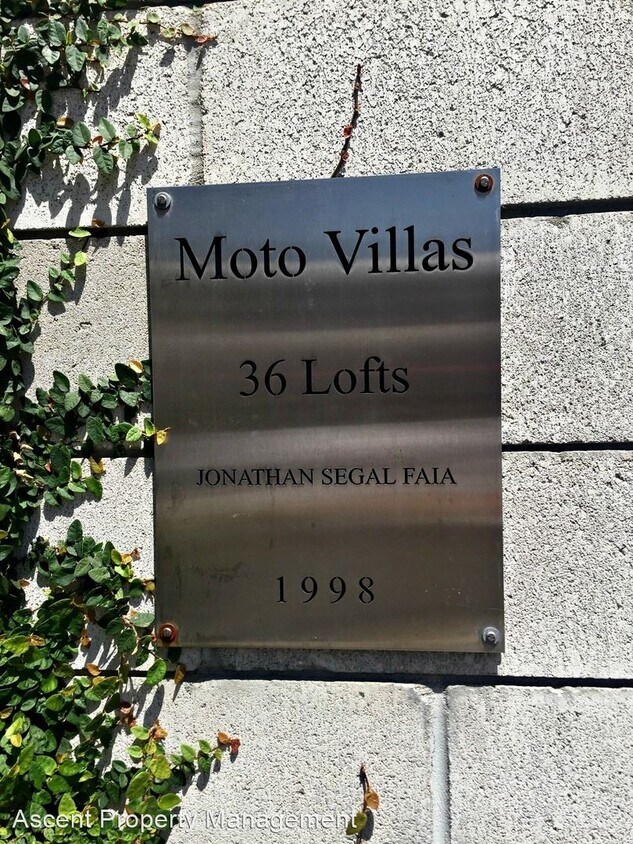 Moto Villas
36 Lofts
JONATHAN SEGAL FAIA
1998
Ascent Property Management